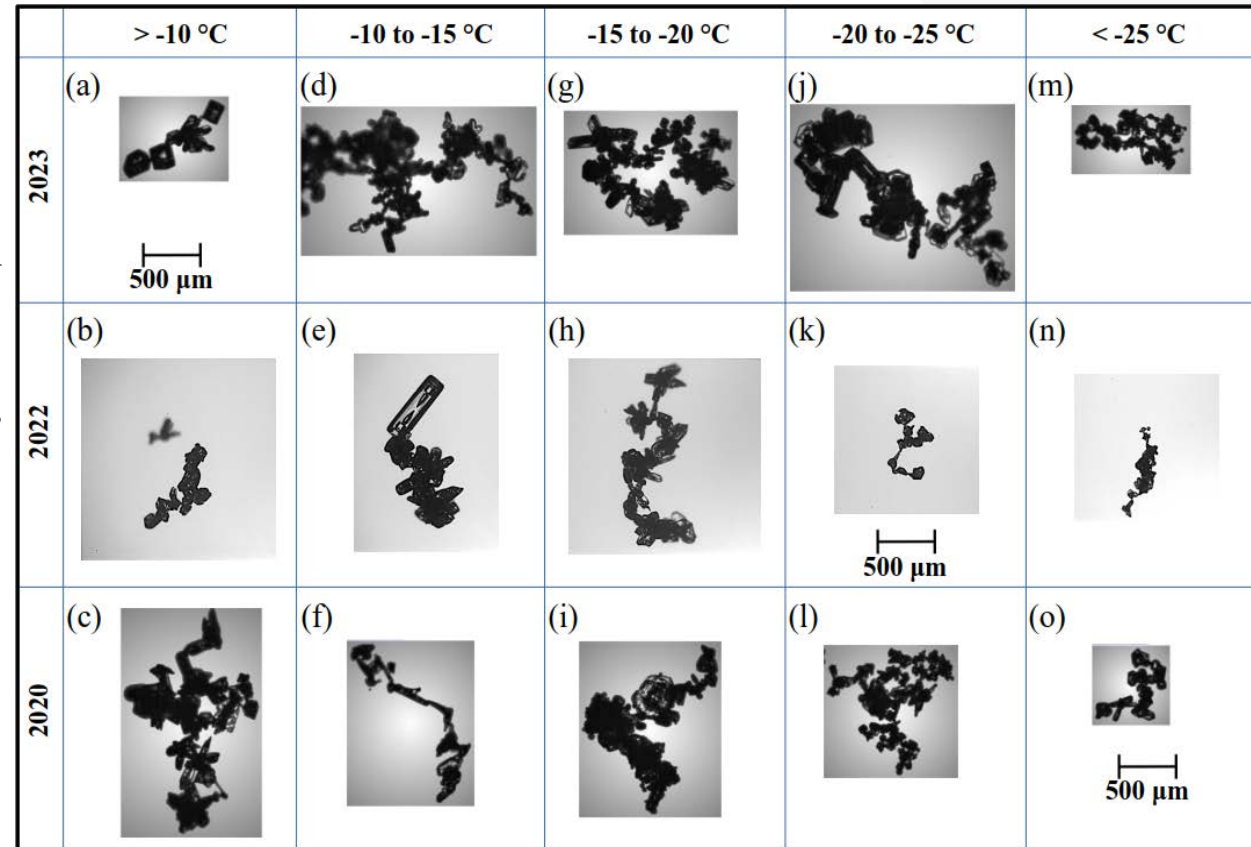 > -10 °C -10 to -15 °C -15 to -20 °C -20 to -25 °C < -25 °C
2023
(a) (d) (g) (j) (m)
500 µm
2022
(b) (e) (h) (k) (n)
500 µm
2020
(c) (f) (i) (l) (o)
500 µm